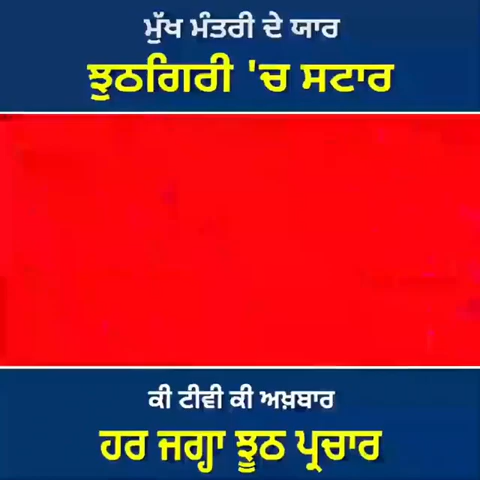 ਮੁੱਖ ਮੰਤਰੀ ਦੇ ਯਾਰ
ਝੁਠਗਿਰੀ 'ਚ ਸਟਾਰ
ਕੀ ਟੀਵੀ ਕੀ ਅਖ਼ਬਾਰ
ਹਰ ਜਗ੍ਹਾ ਝੂਠ ਪ੍ਰਚਾਰ